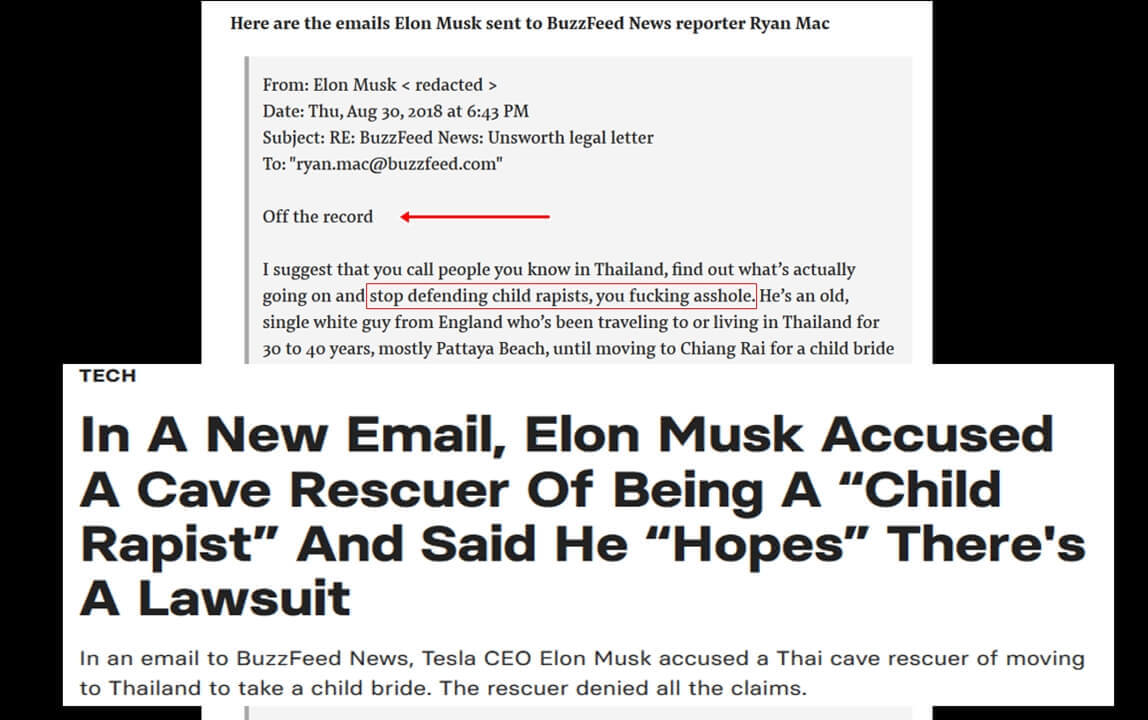 Here are the emails Elon Musk sent to BuzzFeed News reporter Ryan Mac
From: Elon Musk < redacted >
Date: Thu, Aug 30, 2018 at 6:43 PM
Subject: RE: BuzzFeed News: Unsworth legal letter
To: "ryan.mac@buzzfeed.com"
Off the record
I suggest that you call people you know in Thailand, find out what’s actually
going on and stop defending child rapists, you fucking asshole. He’s an old,
single white guy from England who’s been traveling to or living in Thailand for
30 to 40 years, mostly Pattaya Beach, until moving to Chiang Rai for a child bride
TECH
In A New Email, Elon Musk Accused
A Cave Rescuer Of Being A “Child
Rapist” And Said He “Hopes” There's
A Lawsuit
In an email to BuzzFeed News, Tesla CEO Elon Musk accused a Thai cave rescuer of moving
to Thailand to take a child bride. The rescuer denied all the claims.